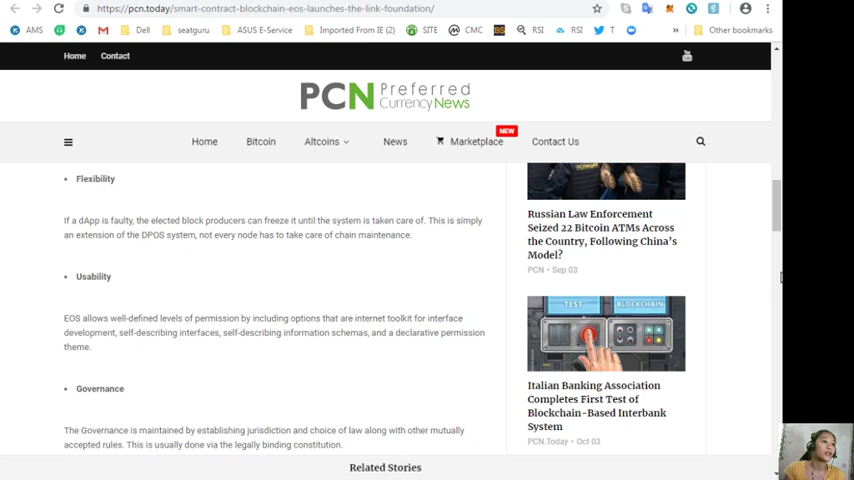 https://pcn.today/smart-contract-blockchain-eos-launches-the-link-foundation/
AMS
Dell
seatguru
ASUS E-Service
Imported From IE (2)
SITE
CMC
RSI
RSI
T
»
Other bookmarks
Home
Contact
PCN Preferred
Currency News
Home
Bitcoin
Altcoins
News
NEW
Marketplace
Contact Us
• Flexibility
If a dApp is faulty, the elected block producers can freeze it until the system is taken care of. This is simply
an extension of the DPOS system, not every node has to take care of chain maintenance.
• Usability
EOS allows well-defined levels of permission by including options that are internet toolkit for interface
development, self-describing interfaces, self-describing information schemas, and a declarative permission
theme.
• Governance
The Governance is maintained by establishing jurisdiction and choice of law along with other mutually
accepted rules. This is usually done via the legally binding constitution.
Russian Law Enforcement
Seized 22 Bitcoin ATMs Across
the Country, Following China's
Model?
PCN • Sep 03
TEST
BLOCKCHAIN
Italian Banking Association
Completes First Test of
Blockchain-Based Interbank
System
PCN.Today • Oct 03
Related Stories